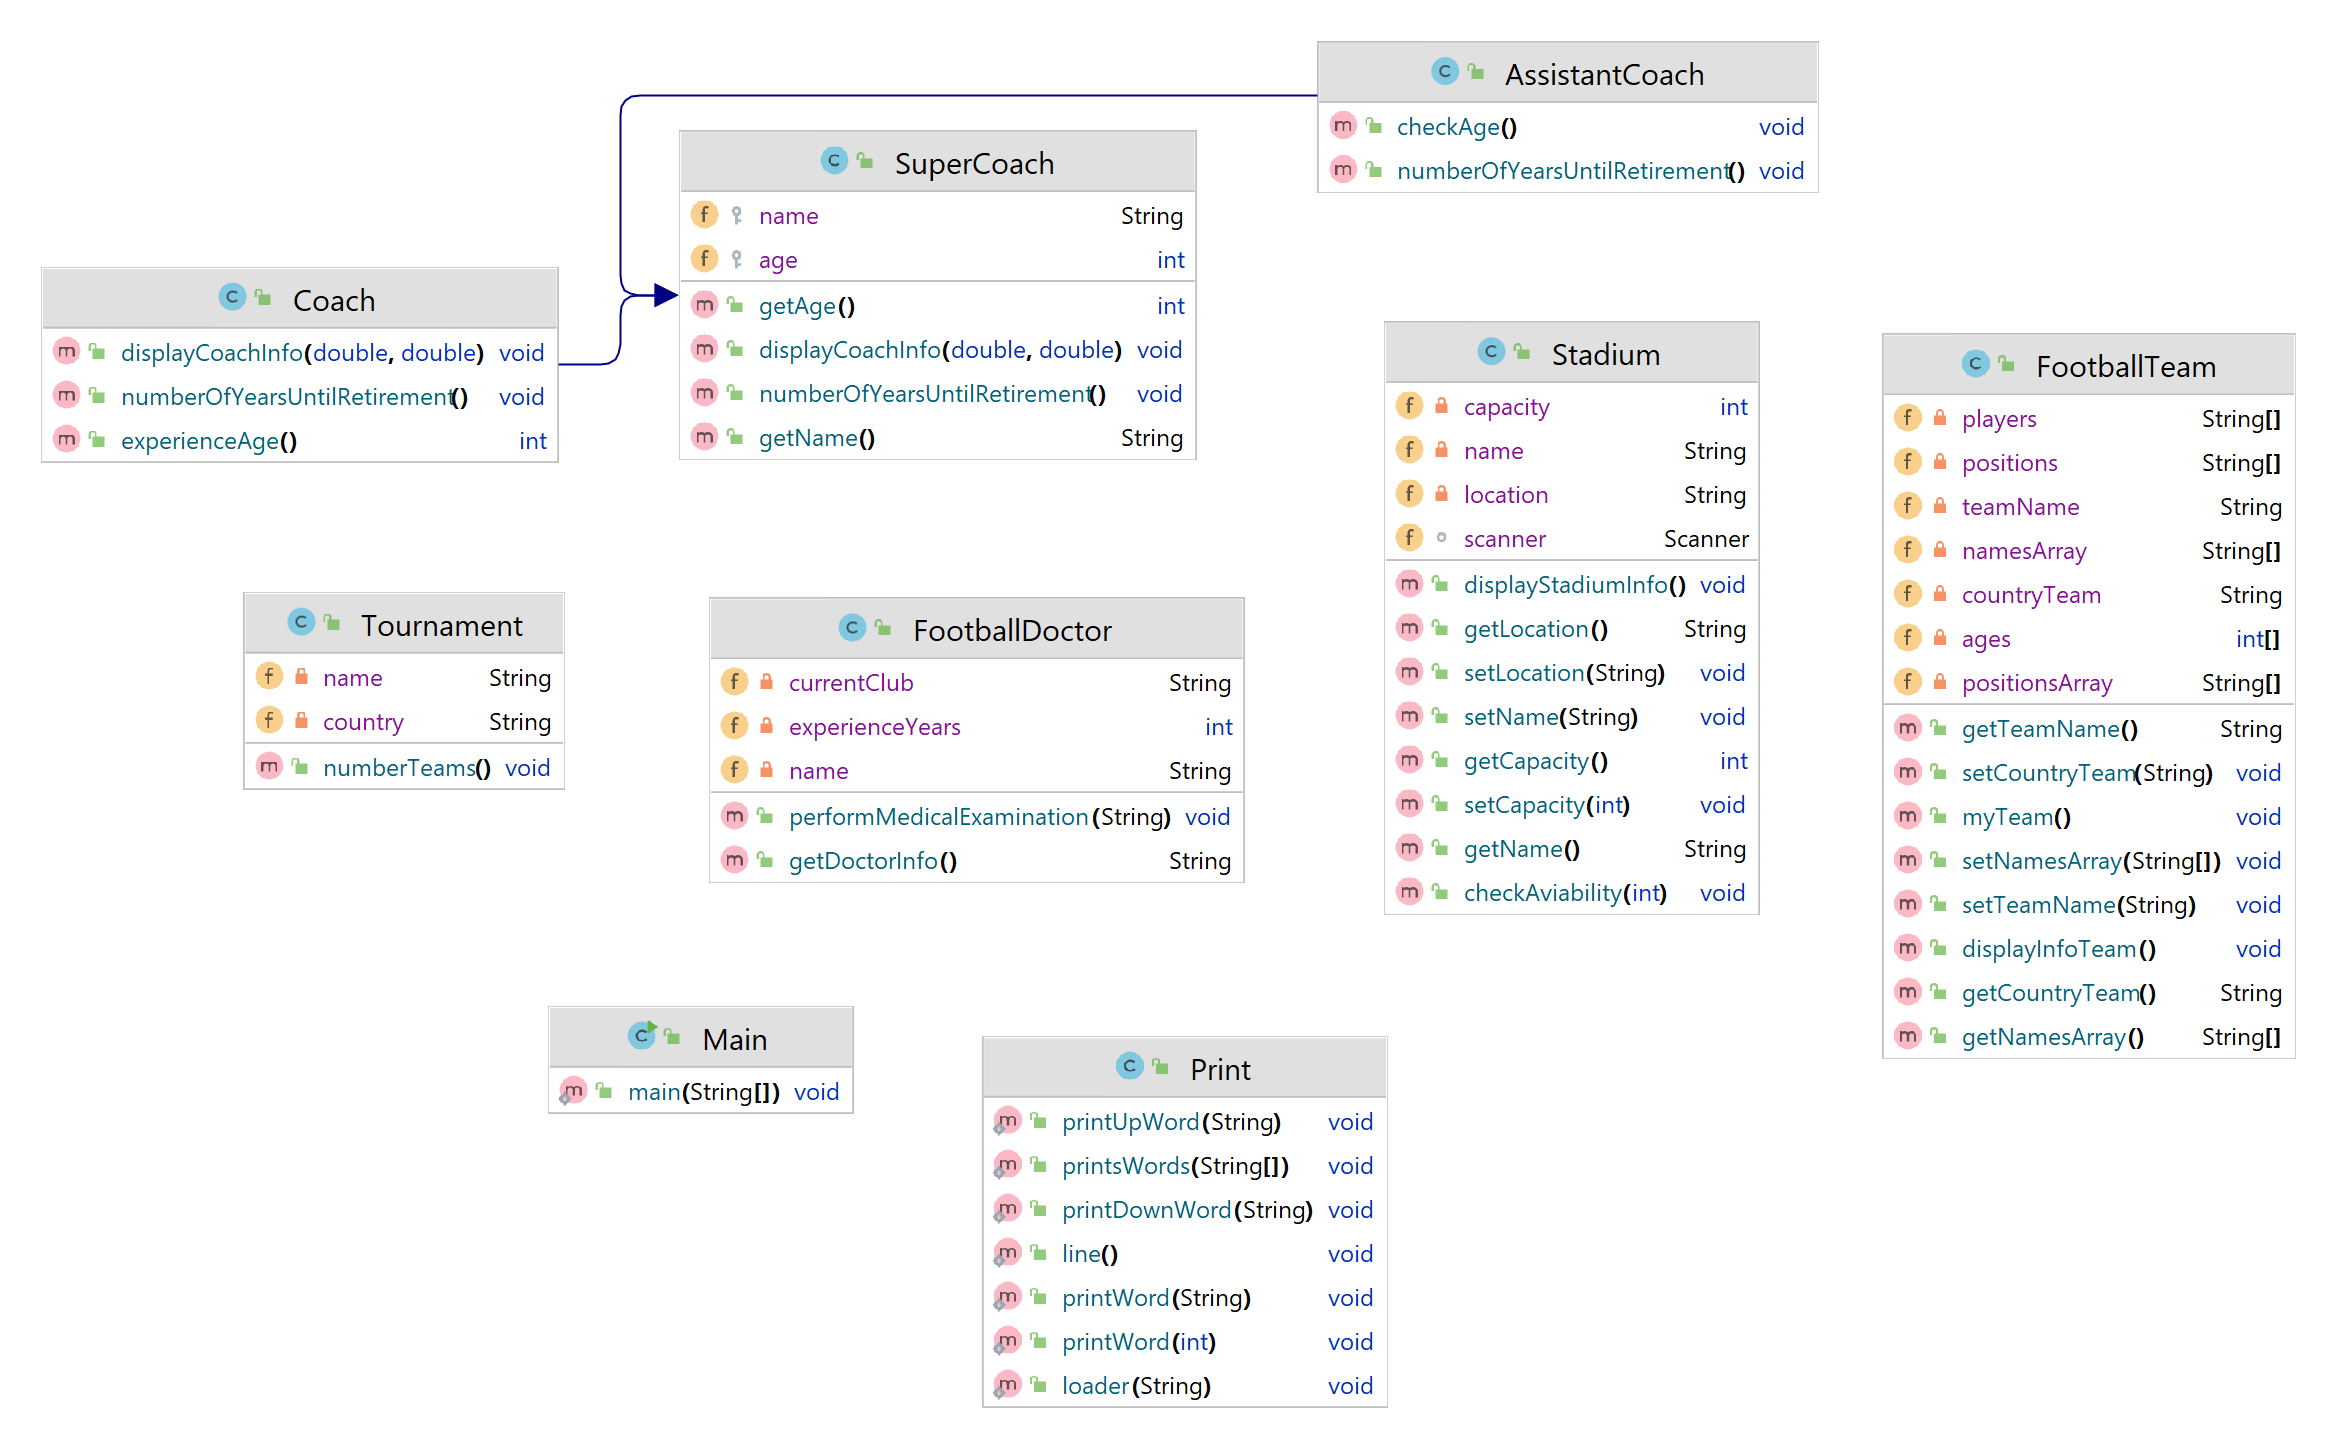 AssistantCoach
checkAge() void
numberOfYearsUntilRetirement() void
SuperCoach
name String
age int
getAge() int
displayCoachInfo(double, double) void
numberOfYearsUntilRetirement() void
getName() String
Coach
displayCoachInfo(double, double) void
numberOfYearsUntilRetirement() void
experienceAge() int
Stadium
capacity int
name String
location String
scanner Scanner
displayStadiumInfo() void
getLocation() String
setLocation(String) void
setName(String) void
getCapacity() int
setCapacity(int) void
getName() String
checkAviability(int) void
FootballTeam
players String[]
positions String[]
teamName String
namesArray String[]
countryTeam String
ages int[]
positionsArray String[]
getTeamName() String
setCountryTeam(String) void
myTeam() void
setNamesArray(String[]) void
setTeamName(String) void
displayInfoTeam() void
getCountryTeam() String
getNamesArray() String[]
Tournament
name String
country String
numberTeams() void
FootballDoctor
currentClub String
experienceYears int
name String
performMedicalExamination(String) void
getDoctorInfo() String
Main
main(String[]) void
Print
printUpWord(String) void
printsWords(String[]) void
printDownWord(String) void
line() void
printWord(String) void
printWord(int) void
loader(String) void